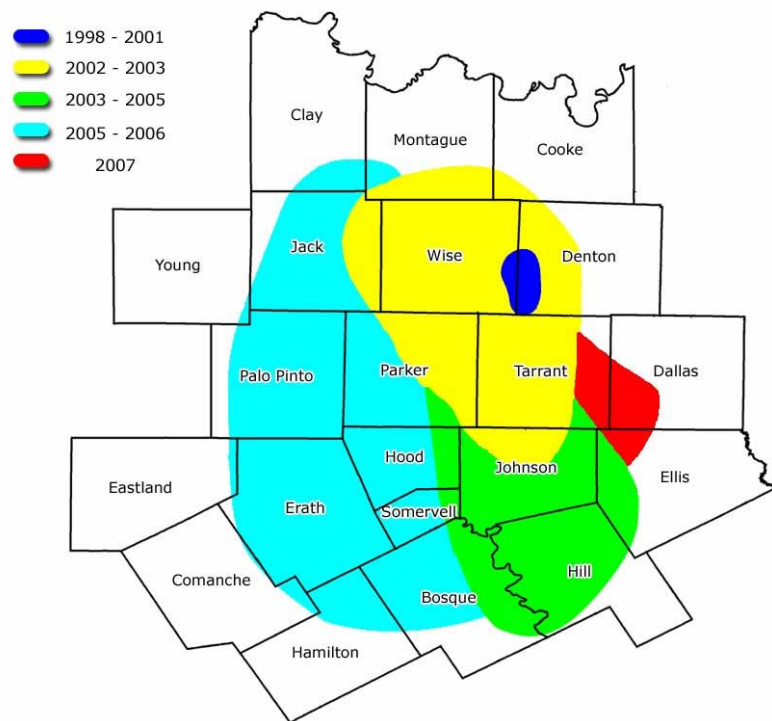 1998 - 2001
2002 - 2003
2003 - 2005
2005 - 2006
2007
Clay
Montague
Cooke
Young
Jack
Wise
Denton
Palo Pinto
Parker
Tarrant
Dallas
Eastland
Erath
Hood
Somervell
Johnson
Ellis
Comanche
Bosque
Hill
Hamilton